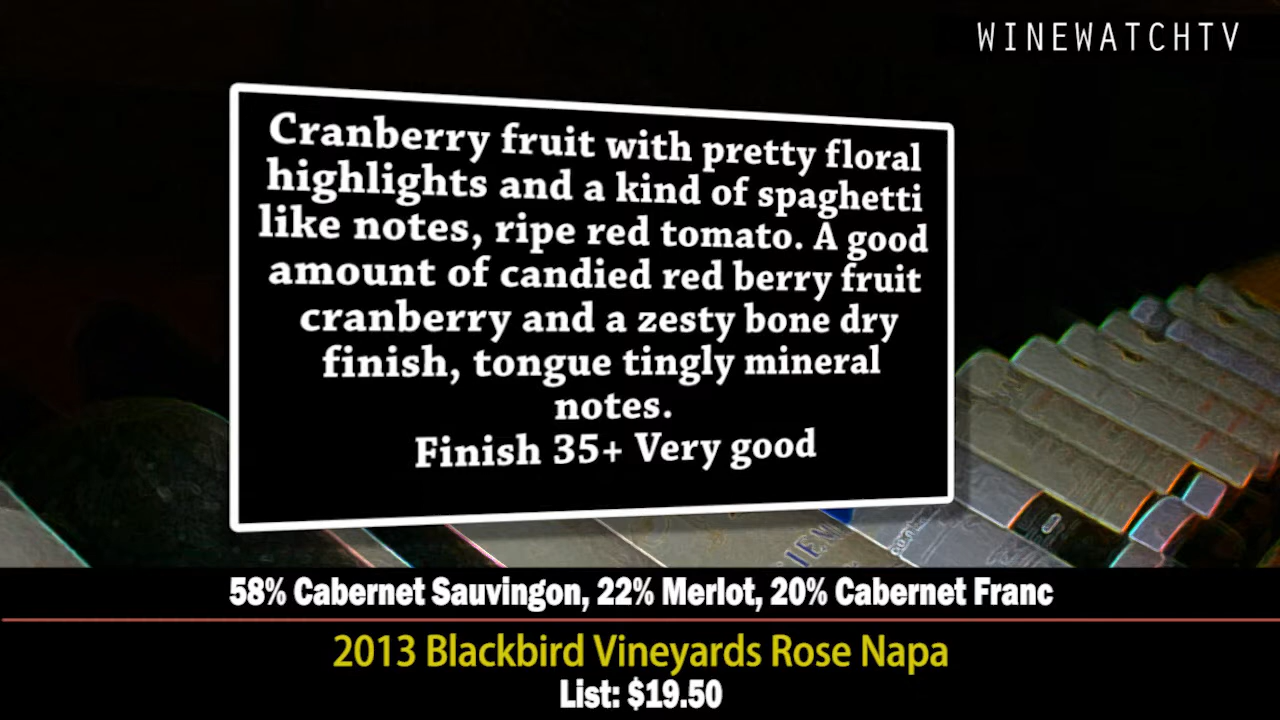 WINEWATCHTV
Cranberry fruit with pretty floral
highlights and a kind of spaghetti
like notes, ripe red tomato. A good
amount of candied red berry fruit
cranberry and a zesty bone dry
finish, tongue tingly mineral
notes.
Finish 35+ Very good
58% Cabernet Sauvingon, 22% Merlot, 20% Cabernet Franc
2013 Blackbird Vineyards Rose Napa
List: $19.50